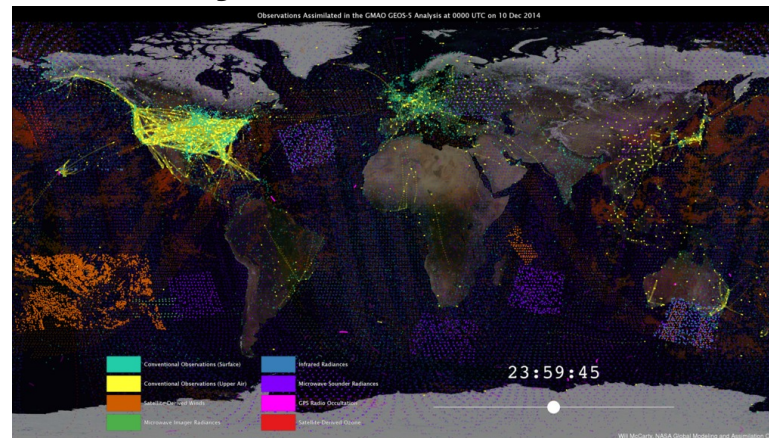 Observations Assimilated in the GMAO GEOS-5 Analysis at 0000 UTC on 10 Dec 2014
Conventional Observations (Surface)
Infrared Radiances
Conventional Observations (Upper Air)
Microwave Sounder Radiances
Satellite-Derived Winds
GPS Radio Occultation
Microwave Imager Radiances
Satellite-Derived Ozone
23:59:45
Will McCarty, NASA Global Modeling and Assimilation